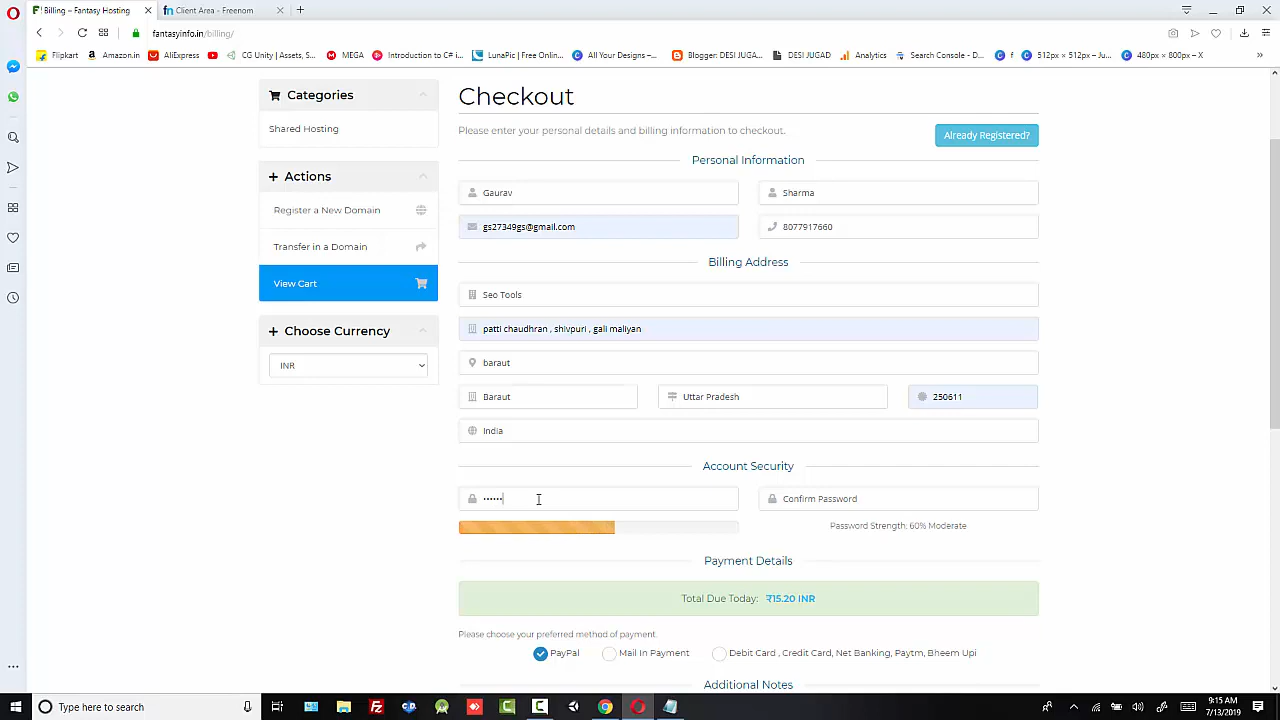 Billing – Fantasy Hosting
Client Area - Freenom
fantasyinfo.in/billing/
Flipkart
Amazon.in
AliExpress
CG Unity | Assets, S...
MEGA
Introduction to C# i...
LunaPic | Free Onlin...
All Your Designs –...
Blogger: DESI JUGA...
DESI JUGAD
Analytics
Search Console - D...
f
512px × 512px – Ju...
480px × 800px – X
Categories
Shared Hosting
Actions
Register a New Domain
Transfer in a Domain
View Cart
Choose Currency
INR
Checkout
Please enter your personal details and billing information to checkout.
Already Registered?
Personal Information
Gaurav
Sharma
gs27349gs@gmail.com
8077917660
Billing Address
Seo Tools
patti chaudhran , shivpuri , gali maliyan
baraut
Baraut
Uttar Pradesh
250611
India
Account Security
Confirm Password
Password Strength: 60% Moderate
Payment Details
Total Due Today: ₹15.20 INR
Please choose your preferred method of payment.
PayPal
Mail In Payment
Debit Card , Credit Card, Net Banking, Paytm, Bheem Upi
Additional Notes
Type here to search
9:15 AM
7/13/2019